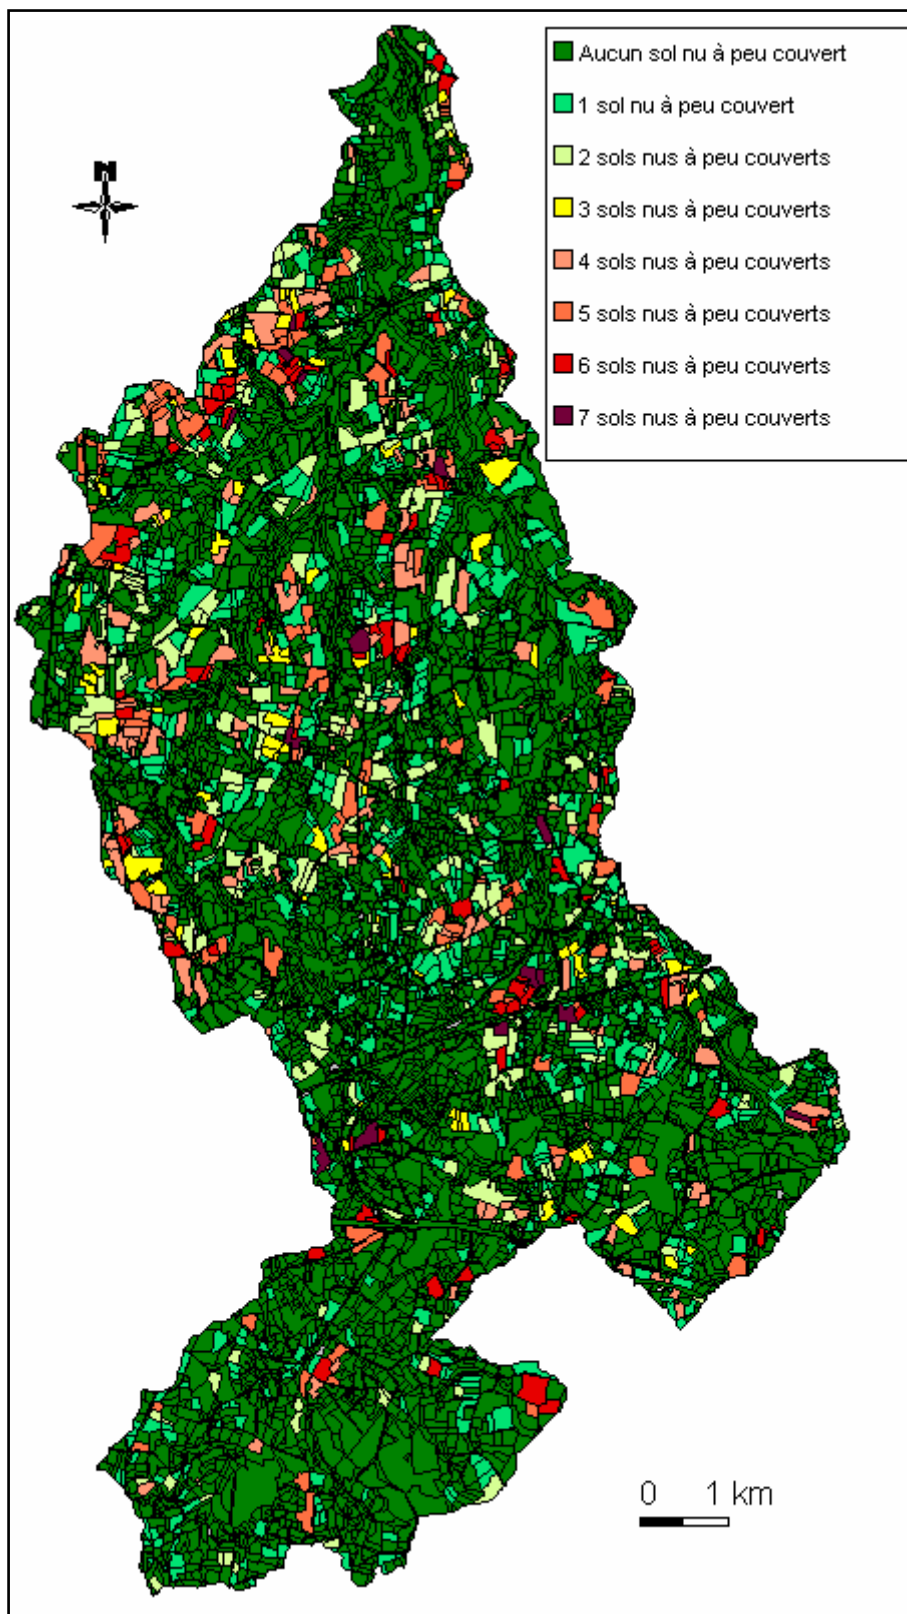 Aucun sol nu à peu couvert
1 sol nu à peu couvert
2 sols nus à peu couverts
N
3 sols nus à peu couverts
4 sols nus à peu couverts
5 sols nus à peu couverts
6 sols nus à peu couverts
7 sols nus à peu couverts
0 1 km